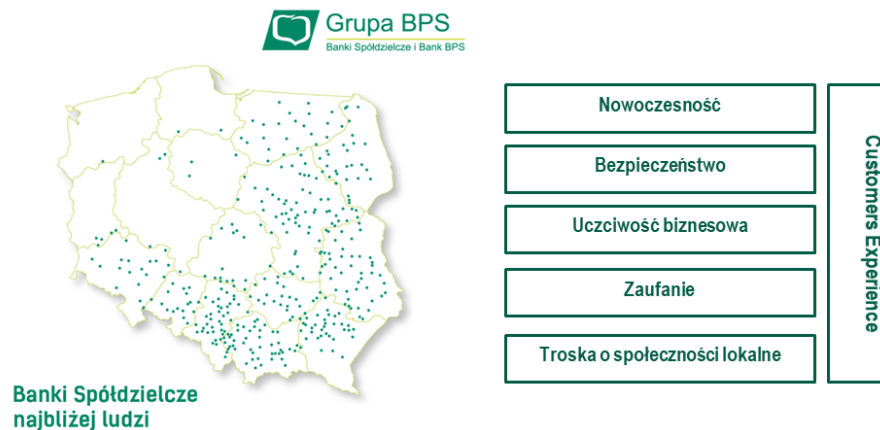 Grupa BPS
Banki Spółdzielcze i Bank BPS
Nowoczesność
Bezpieczeństwo
Uczciwość biznesowa
Zaufanie
Troska o społeczności lokalne
Customers Experience
Banki Spółdzielcze
najbliżej ludzi